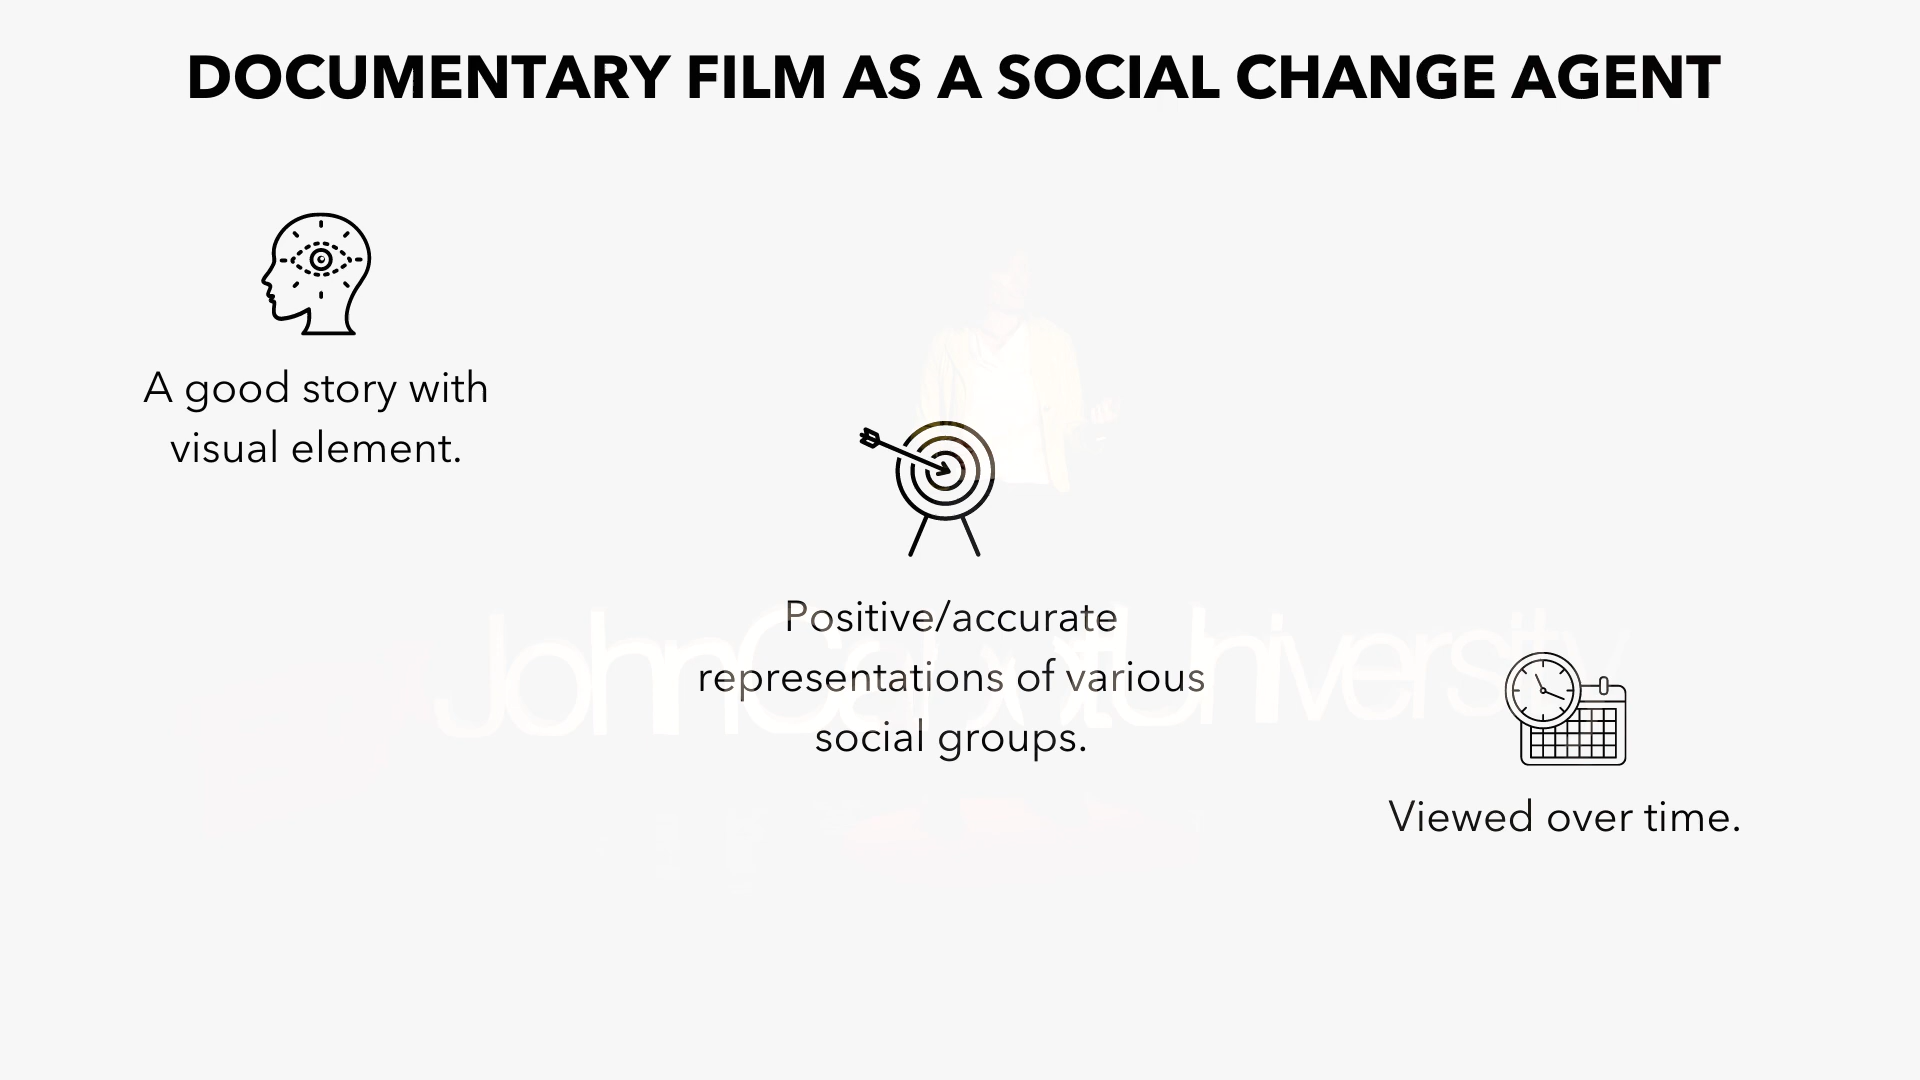 DOCUMENTARY FILM AS A SOCIAL CHANGE AGENT
A good story with
visual element.
Positive/accurate
representations of various
social groups.
JohnCabotUniversity
Viewed over time.